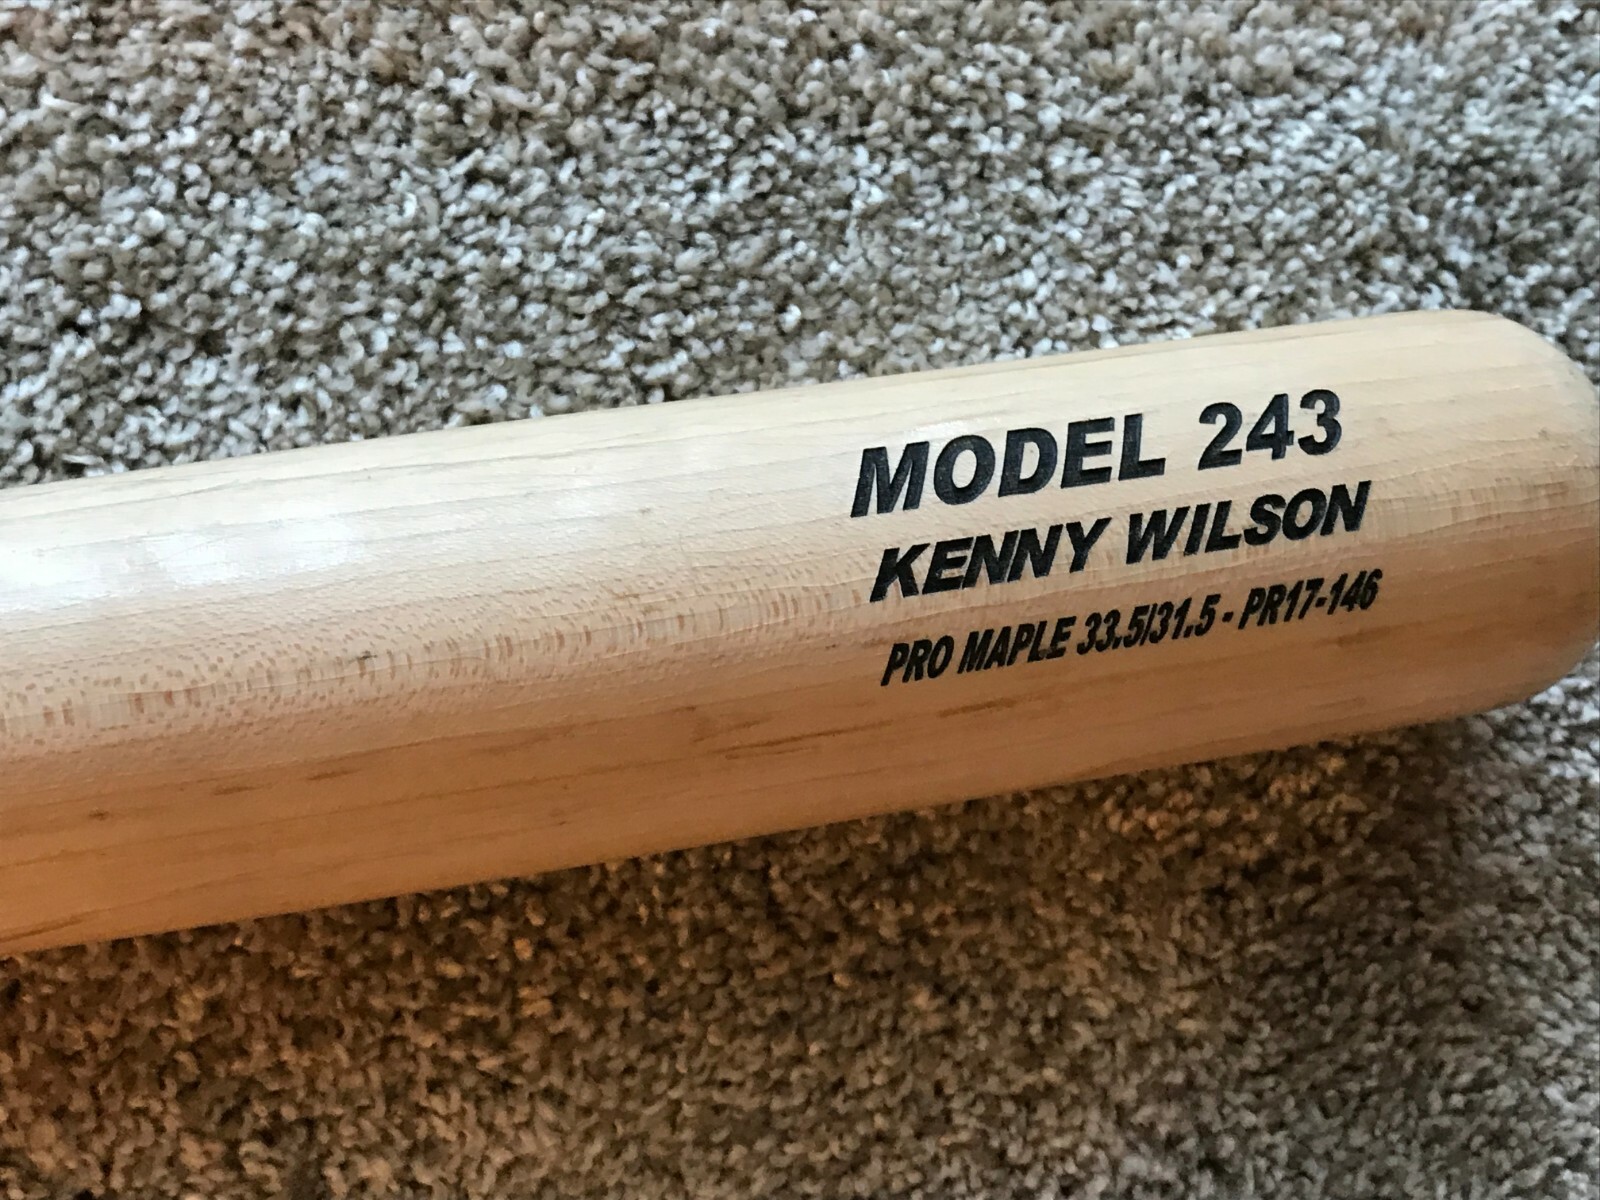 MODEL 243
KENNY WILSON
PRO MAPLE 33.5/31.5 - PR17-146